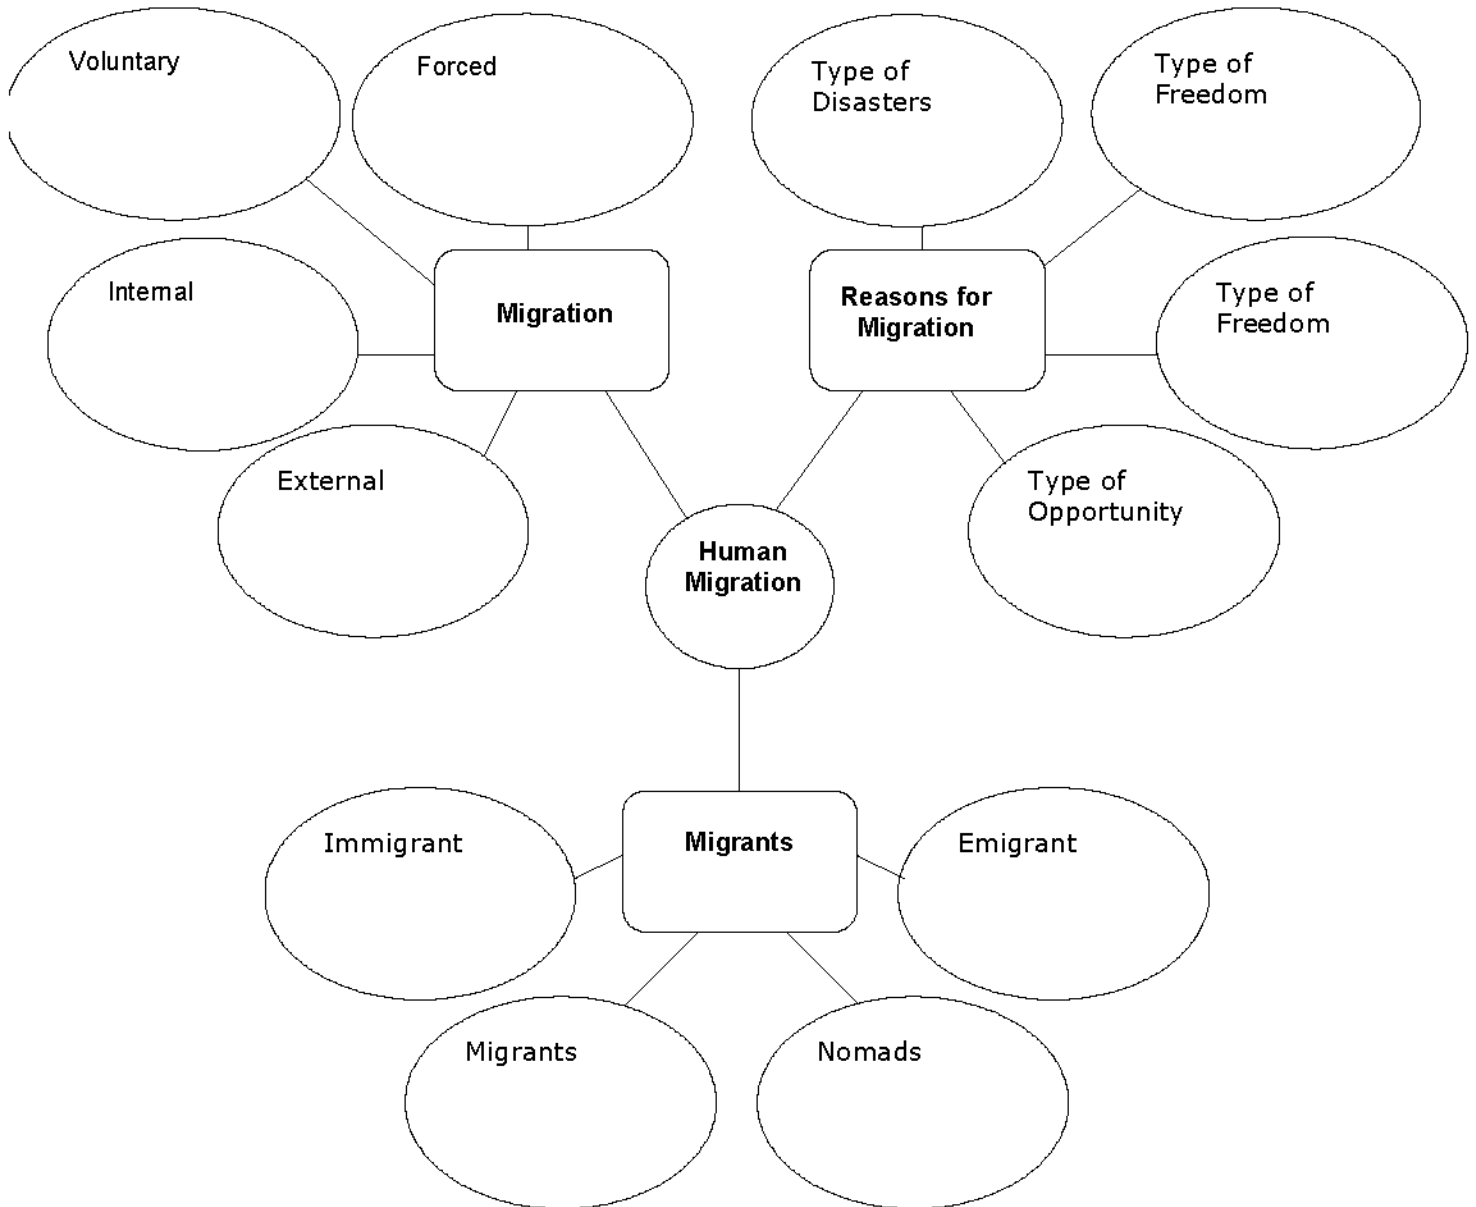 Voluntary
Forced
Type of
Disasters
Type of
Freedom
Internal
Migration
Reasons for
Migration
Type of
Freedom
External
Type of
Opportunity
Human
Migration
Immigrant
Migrants
Emigrant
Migrants
Nomads